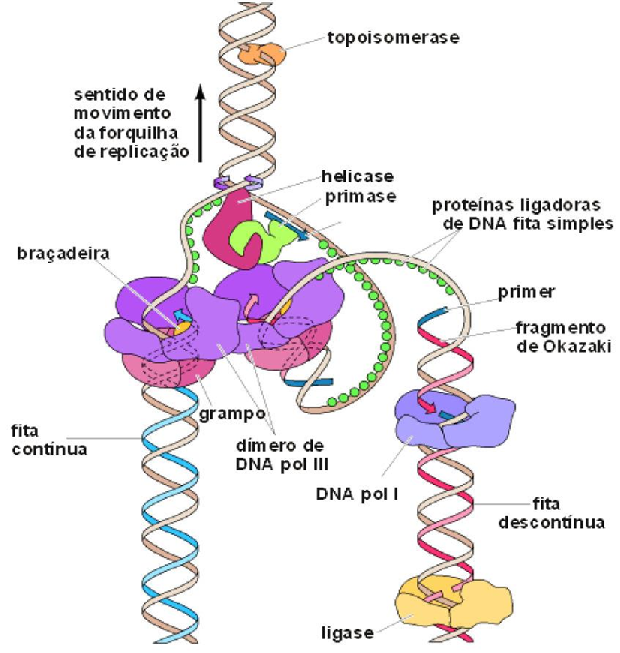 topoisomerase
sentido de
movimento
da forquilha
de replicação
helicase
primase
proteínas ligadoras
de DNA fita simples
braçadeira
primer
fragmento
de Okazaki
grampo
fita
contínua
dímero de
DNA pol III
DNA pol I
fita
descontínua
ligase